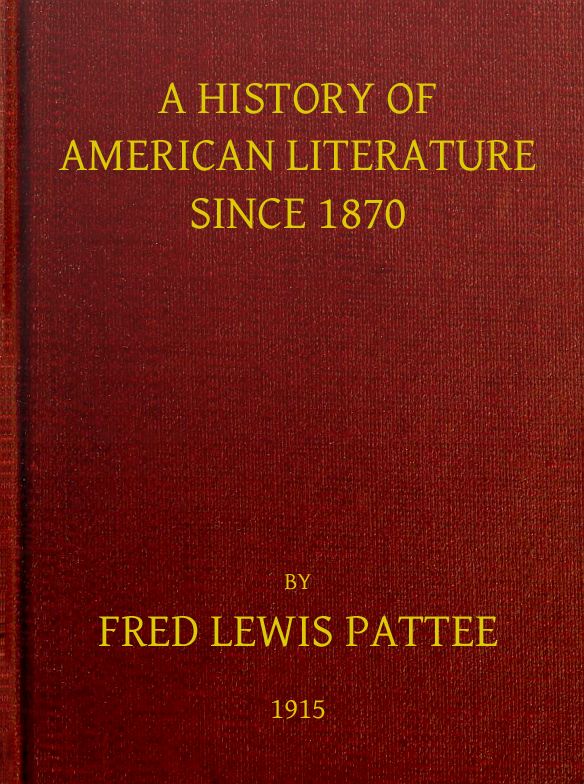 A HISTORY OF
AMERICAN LITERATURE
SINCE 1870
BY
FRED LEWIS PATTEE
1915